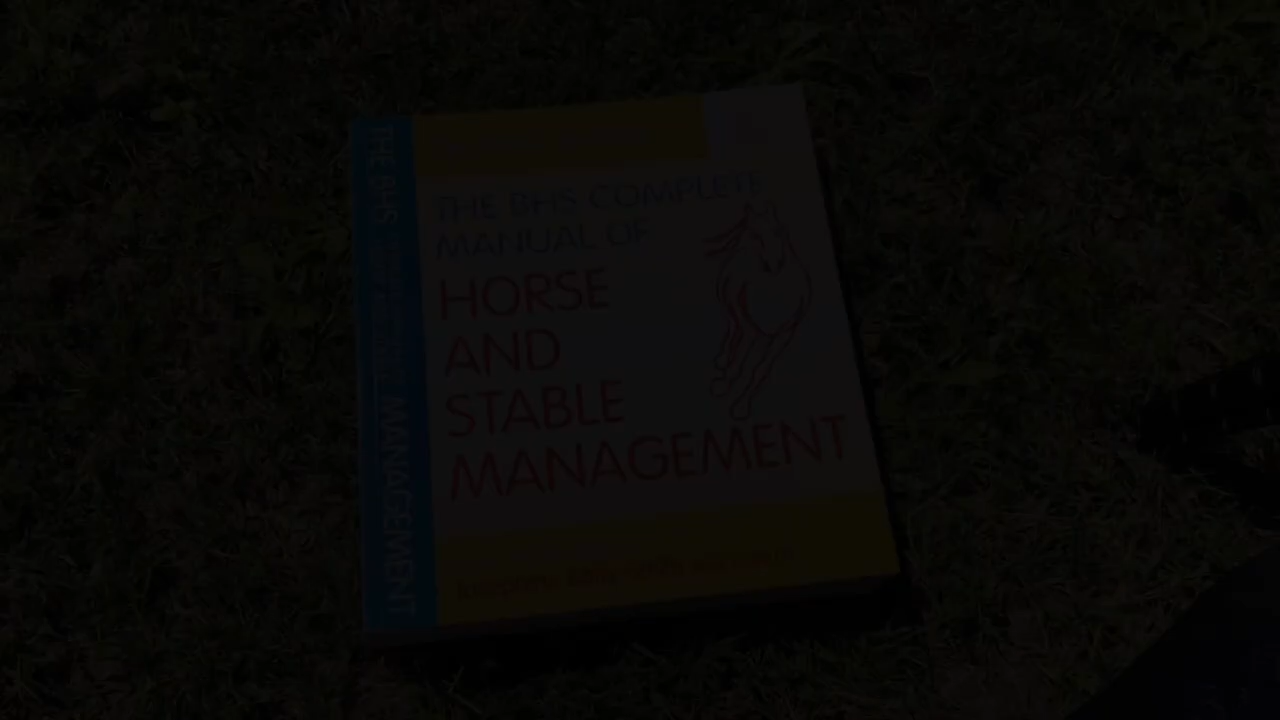 THE BHS COMPLETE
MANUAL OF
HORSE
AND
STABLE
MANAGEMENT
THE BHS
MANAGEMENT